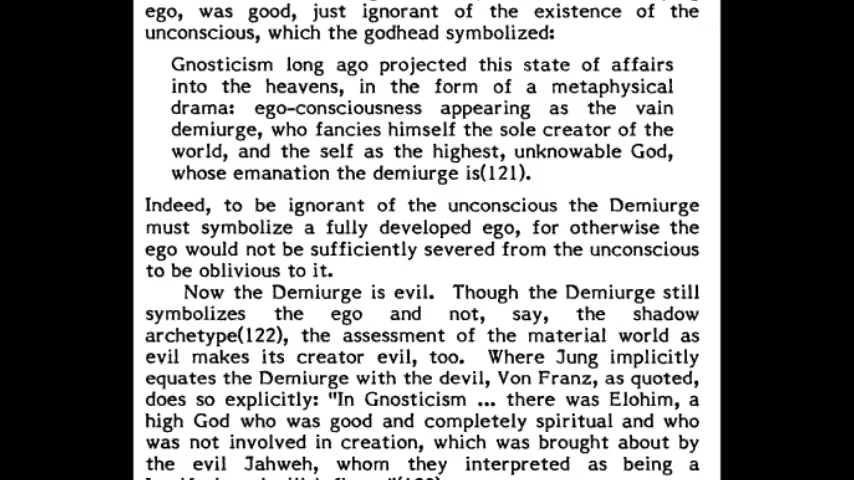 ego, was good, just ignorant of the existence of the
unconscious, which the godhead symbolized:
Gnosticism long ago projected this state of affairs
into the heavens, in the form of a metaphysical
drama: ego-consciousness appearing as the vain
demiurge, who fancies himself the sole creator of the
world, and the self as the highest, unknowable God,
whose emanation the demiurge is(121).
Indeed, to be ignorant of the unconscious the Demiurge
must symbolize a fully developed ego, for otherwise the
ego would not be sufficiently severed from the unconscious
to be oblivious to it.
Now the Demiurge is evil. Though the Demiurge still
symbolizes the ego and not, say, the shadow
archetype(122), the assessment of the material world as
evil makes its creator evil, too. Where Jung implicitly
equates the Demiurge with the devil, Von Franz, as quoted,
does so explicitly: "In Gnosticism ... there was Elohim, a
high God who was good and completely spiritual and who
was not involved in creation, which was brought about by
the evil Jahweh, whom they interpreted as being a